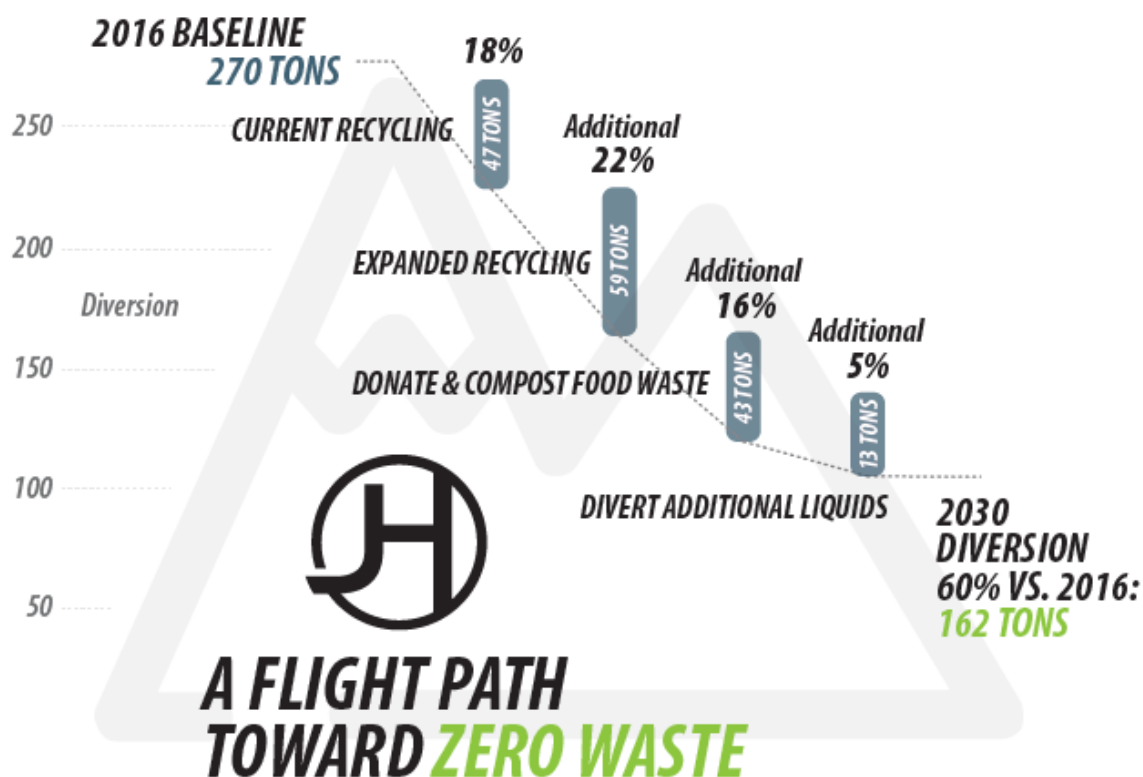 2016 BASELINE
270 TONS
18%
250
CURRENT RECYCLING
47 TONS
Additional
22%
200
EXPANDED RECYCLING
59 TONS
Additional
16%
Diversion
Additional
5%
150
DONATE & COMPOST FOOD WASTE
43 TONS
13 TONS
100
DIVERT ADDITIONAL LIQUIDS
2030
DIVERSION
60% VS. 2016:
162 TONS
JH
50
A FLIGHT PATH
TOWARD ZERO WASTE